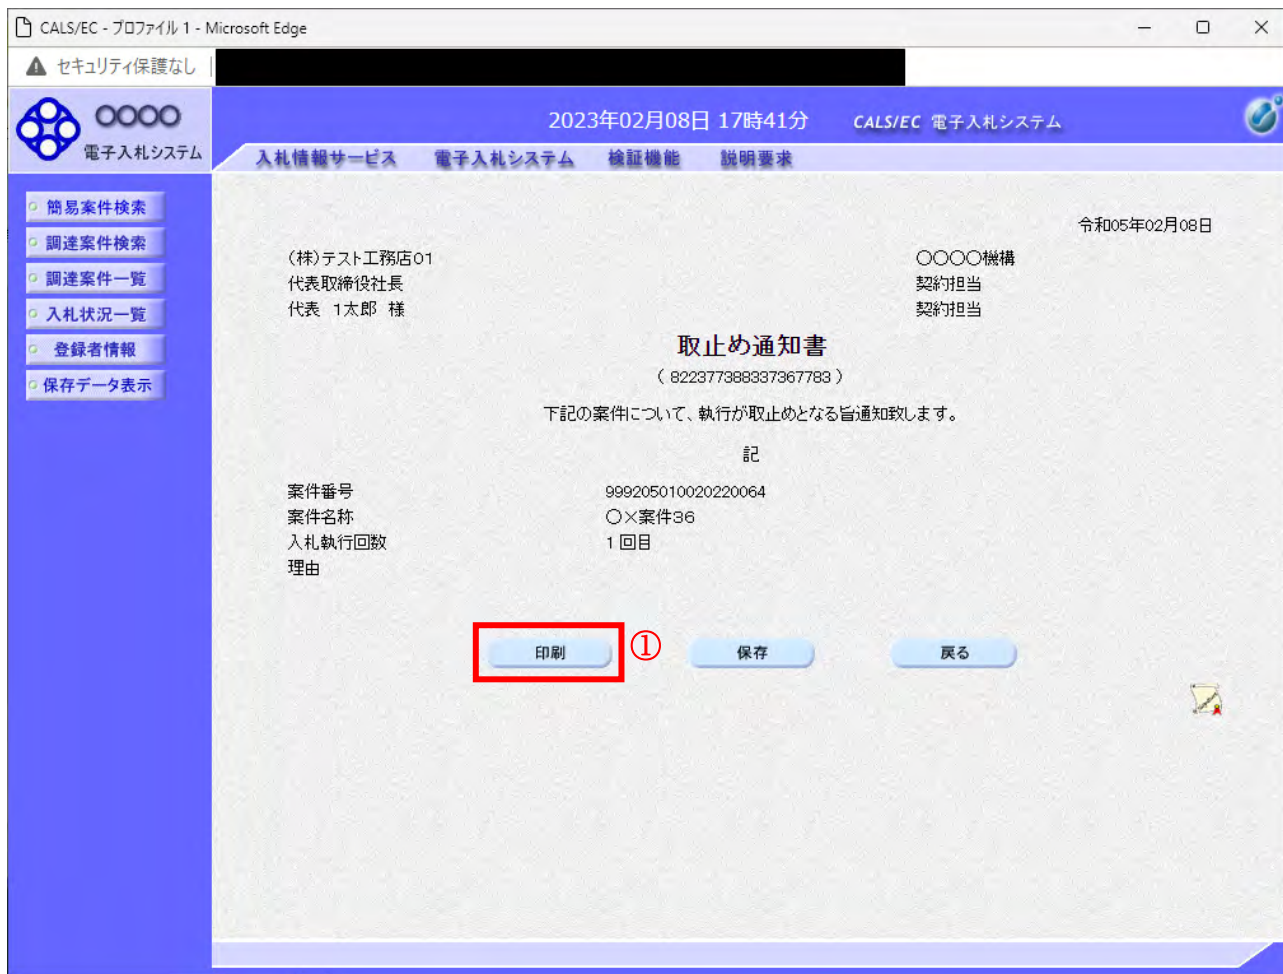 CALS/EC - プロファイル 1 - Microsoft Edge
セキュリティ保護なし
〇〇〇〇
電子入札システム
2023年02月08日 17時41分
CALS/EC 電子入札システム
入札情報サービス 電子入札システム 検証機能 説明要求
簡易案件検索
調達案件検索
調達案件一覧
入札状況一覧
登録者情報
保存データ表示
令和05年02月08日
(株)テスト工務店01
代表取締役社長
代表 1太郎 様
〇〇〇〇機構
契約担当
契約担当
取止め通知書
( 822377388337367783 )
下記の案件について、執行が取止めとなる旨通知致します。
記
案件番号 999205010020220064
案件名称 〇×案件36
入札執行回数 1回目
理由
印刷 ① 保存 戻る